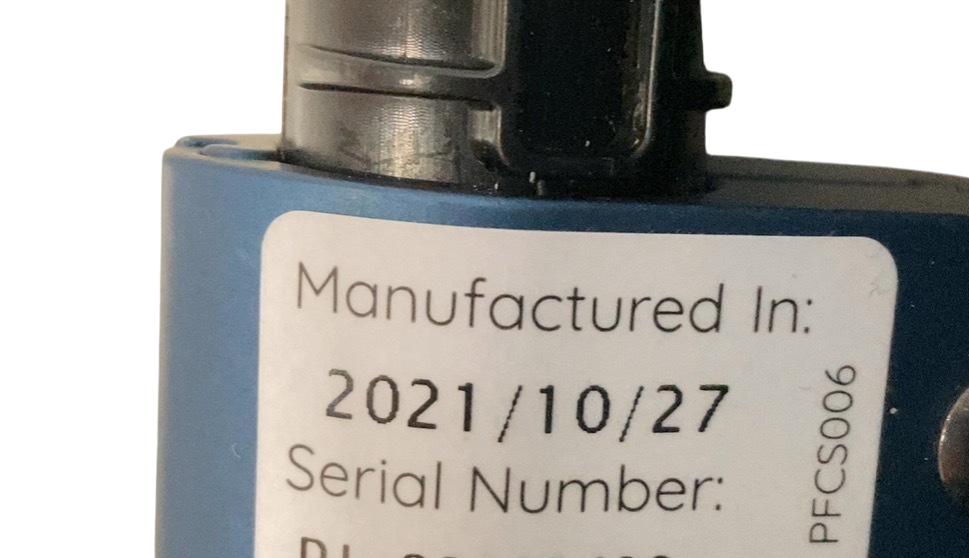 Manufactured In:
2021/10/27
Serial Number:
PFCS006